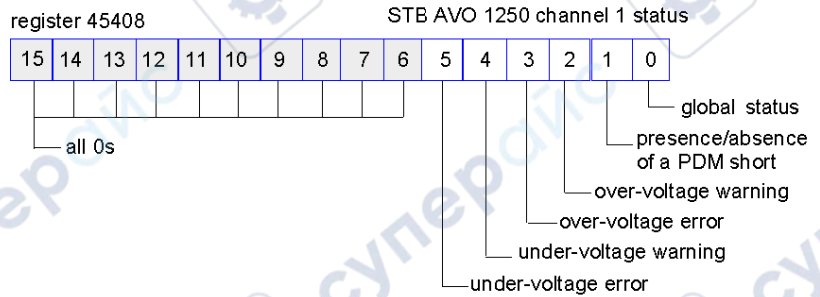 register 45408
STB AVO 1250 channel 1 status
15 14 13 12 11 10 9 8 7 6 5 4 3 2 1 0
global status
all 0s
presence/absence
of a PDM short
over-voltage warning
over-voltage error
under-voltage warning
under-voltage error
суперайс